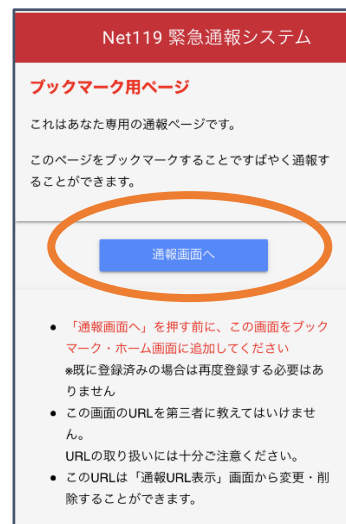 Net119 緊急通報システム
ブックマーク用ページ
これはあなた専用の通報ページです。
このページをブックマークすることですばやく通報す
ることができます。
通報画面へ
● 「通報画面へ」を押す前に、この画面をブック
マーク・ホーム画面に追加してください
※既に登録済みの場合は再度登録する必要はあ
りません
● この画面のURLを第三者に教えてはいけませ
ん。
URLの取り扱いには十分ご注意ください。
● このURLは「通報URL表示」画面から変更・削
除することができます。